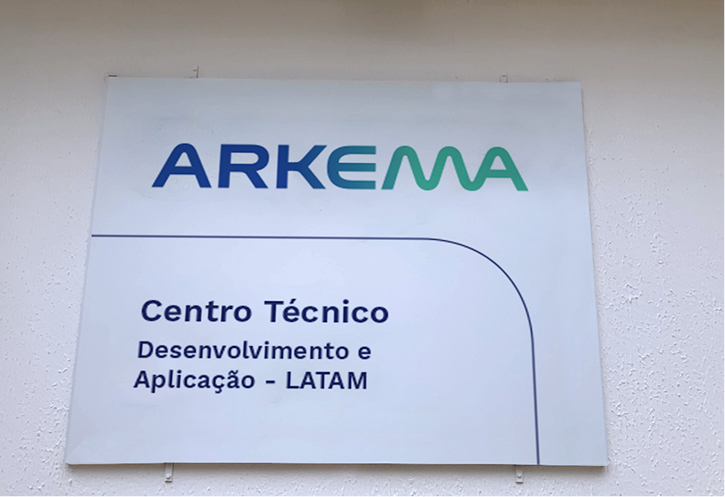 ARKEMA
Centro Técnico
Desenvolvimento e
Aplicação - LATAM